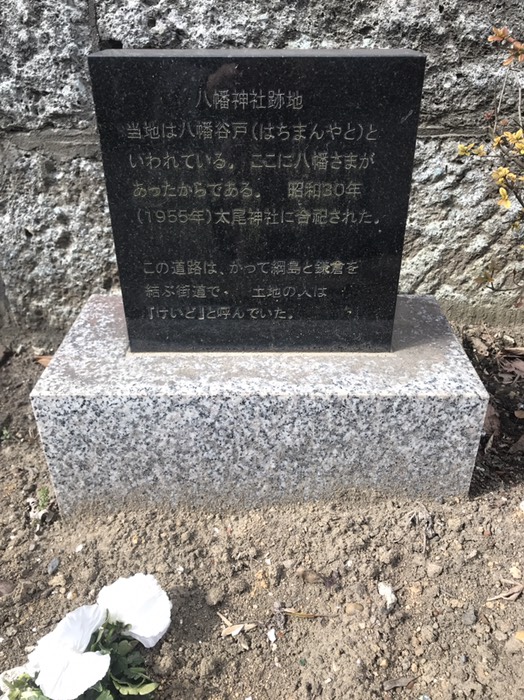 八幡神社跡地
当地は八幡谷戸(はちまんやと)と
いわれている。ここに八幡さまが
あったからである。 昭和30年
(1955年)太尾神社に合祀された。
この道路は、かって綱島と鎌倉を
結ぶ街道で、 土地の人は
『けいど』と呼んでいた。